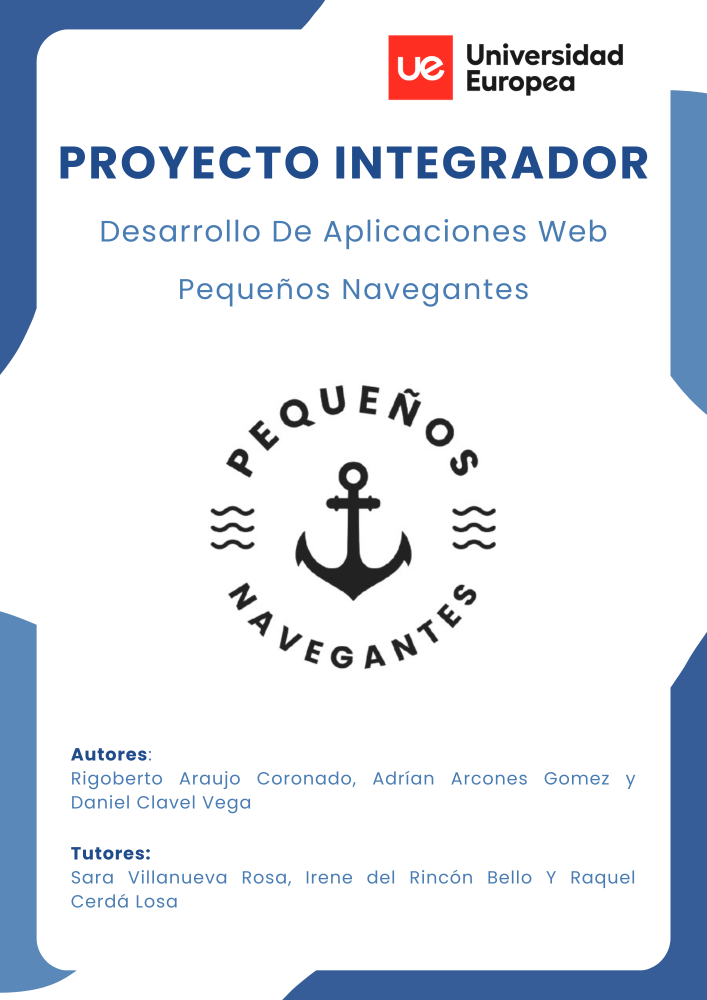 ue Universidad
Europea
PROYECTO INTEGRADOR
Desarrollo De Aplicaciones Web
Pequeños Navegantes
PEQUEÑOS
NAVEGANTES
Autores:
Rigoberto Araujo Coronado, Adrían Arcones Gomez y
Daniel Clavel Vega
Tutores:
Sara Villanueva Rosa, Irene del Rincón Bello Y Raquel
Cerdá Losa